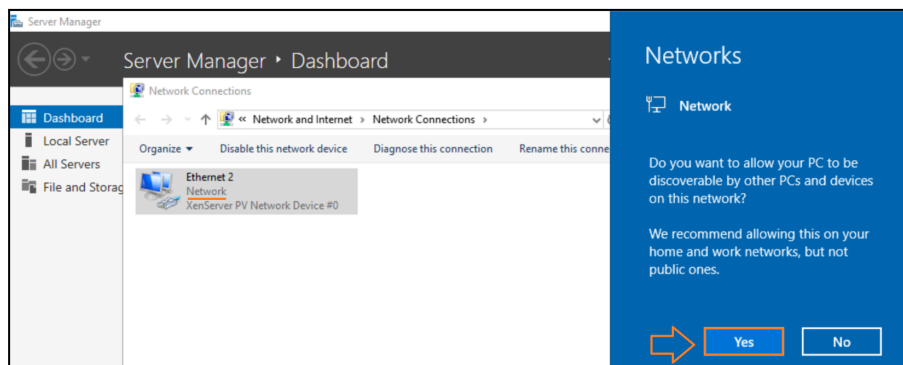 Server Manager
Server Manager ‣ Dashboard
Dashboard
Local Server
All Servers
File and Storag
Network Connections
« Network and Internet › Network Connections ›
Organize Disable this network device Diagnose this connection Rename this conne
Ethernet 2
Network
XenServer PV Network Device #0
Networks
Network
Do you want to allow your PC to be
discoverable by other PCs and devices
on this network?
We recommend allowing this on your
home and work networks, but not
public ones.
Yes No